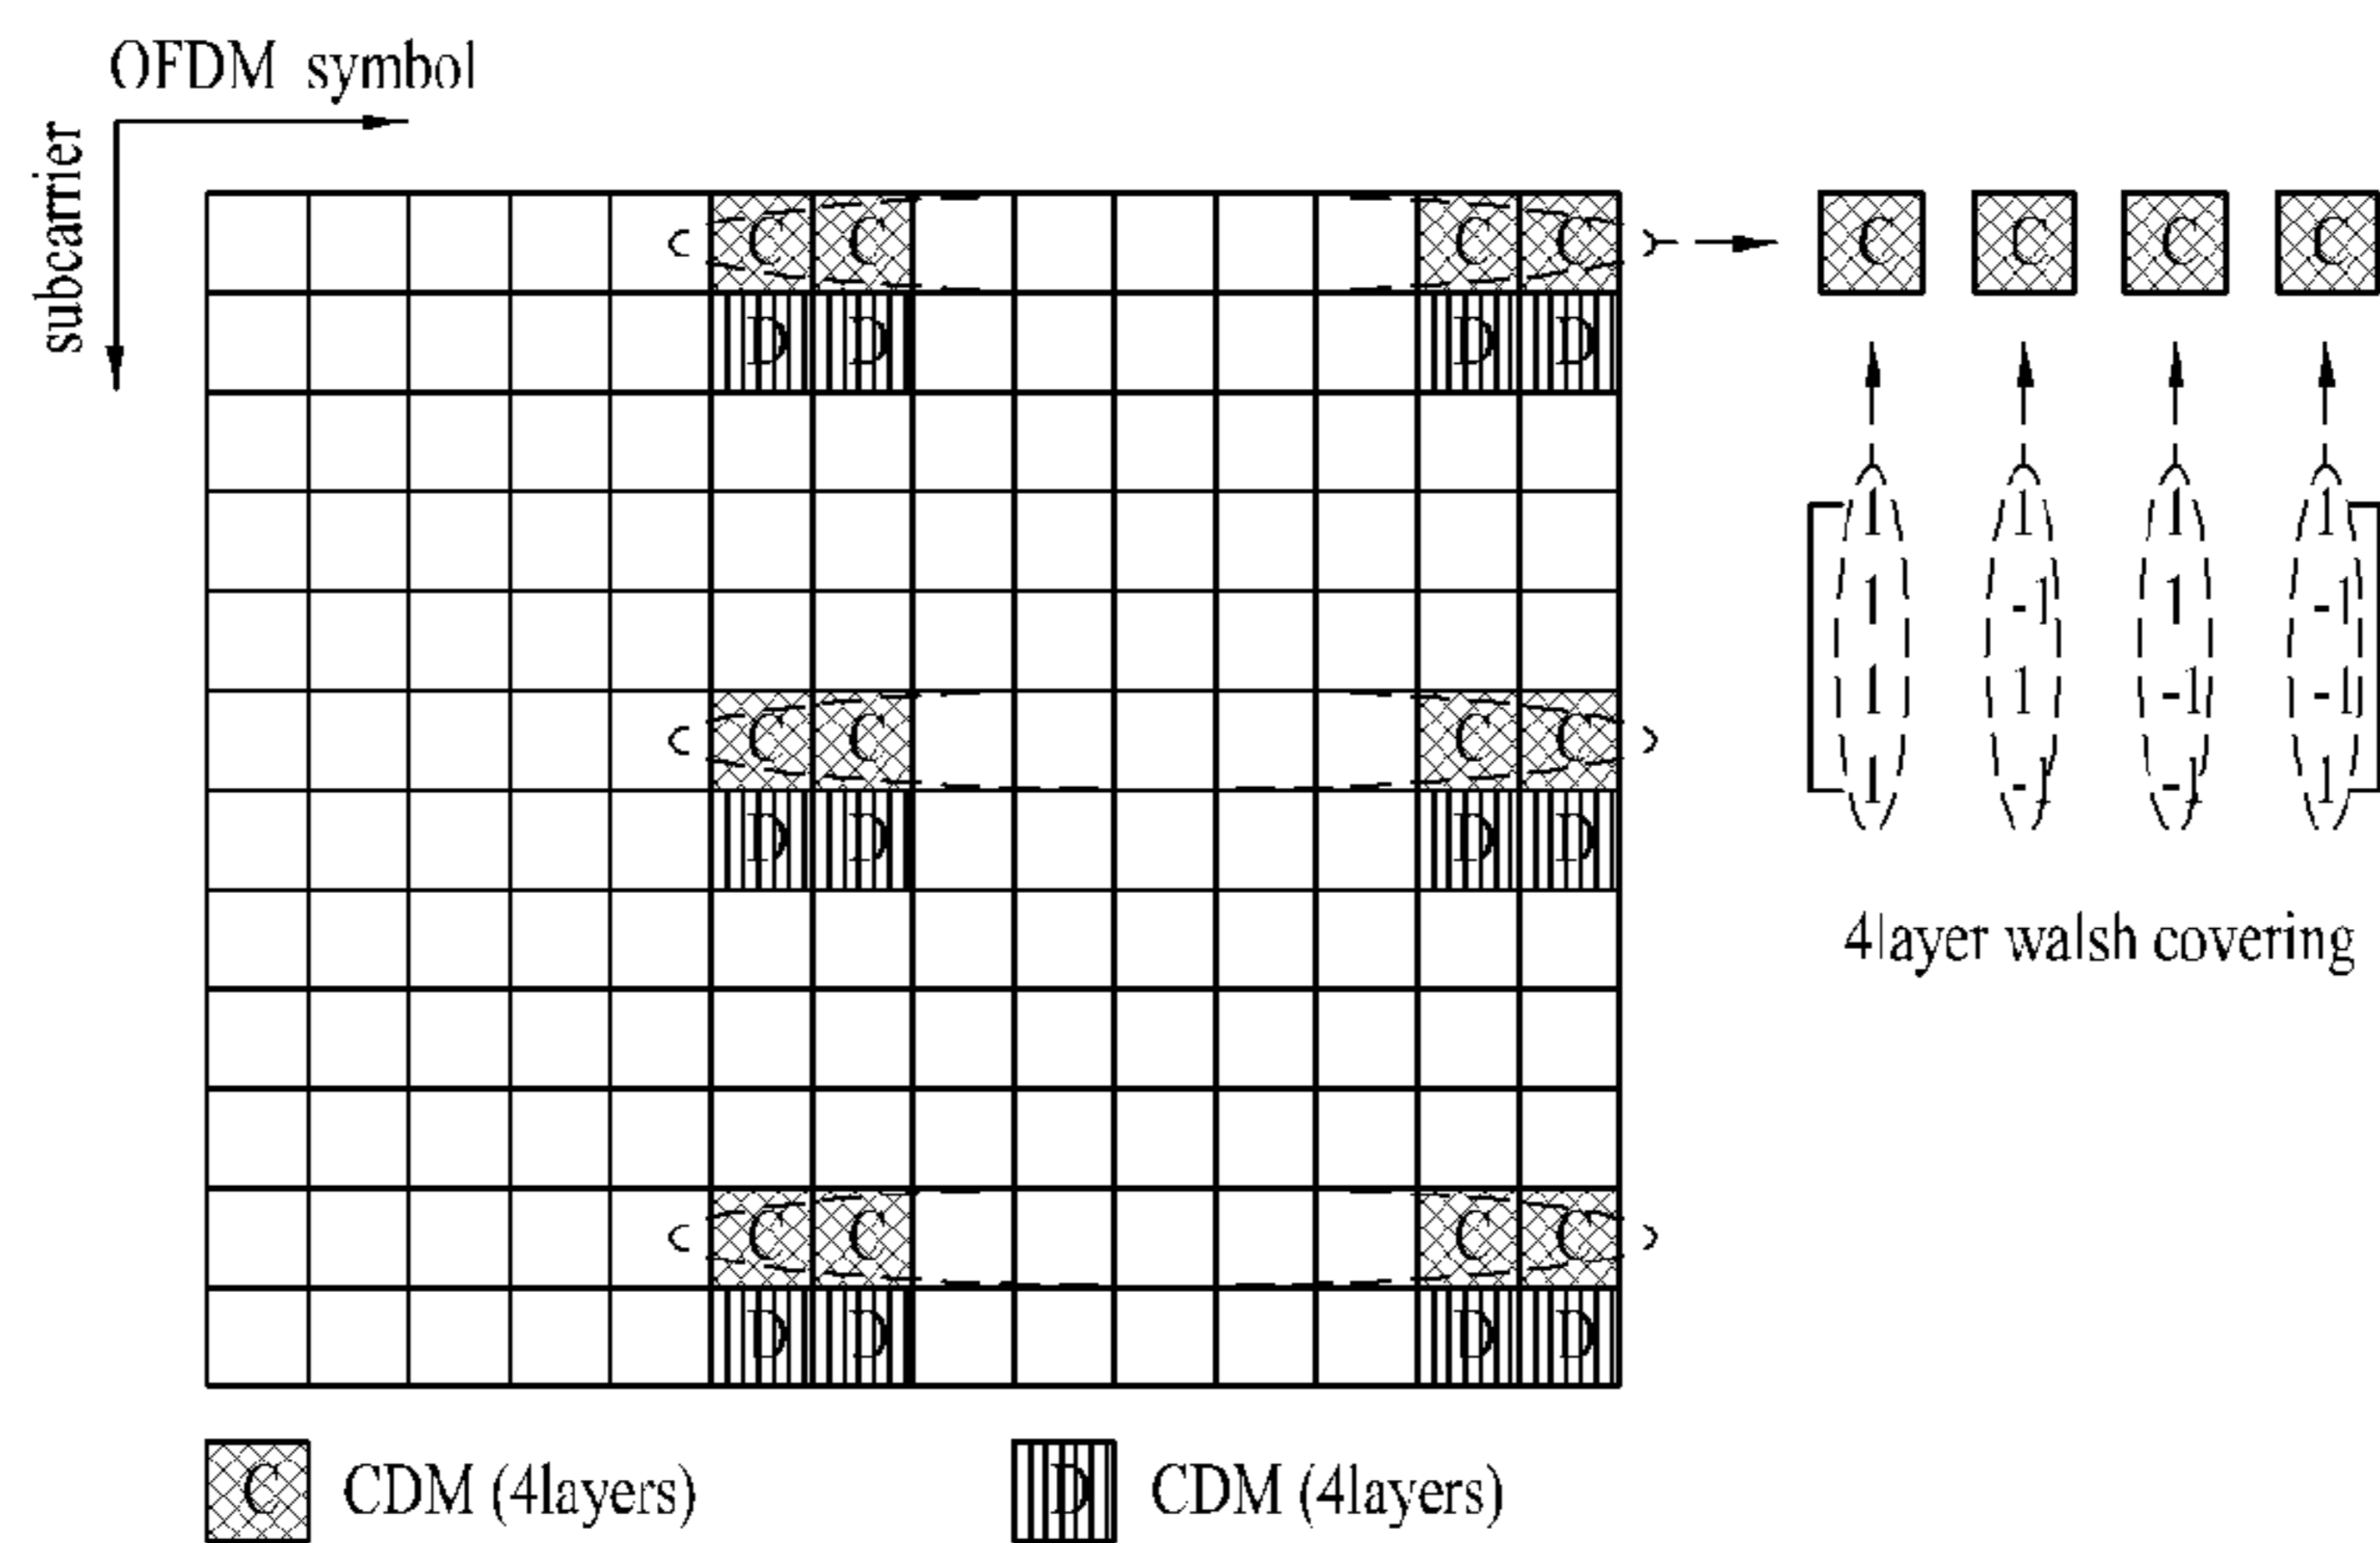 OFDM symbol
subcarrier
C C C C C C C C
D D D D
1 1 1 1
1 -1 1 -1
1 1 -1 -1
1 -1 -1 1
C C C C
D D D D
4layer walsh covering
C C C C
D D D D
C CDM (4layers) D CDM (4layers)